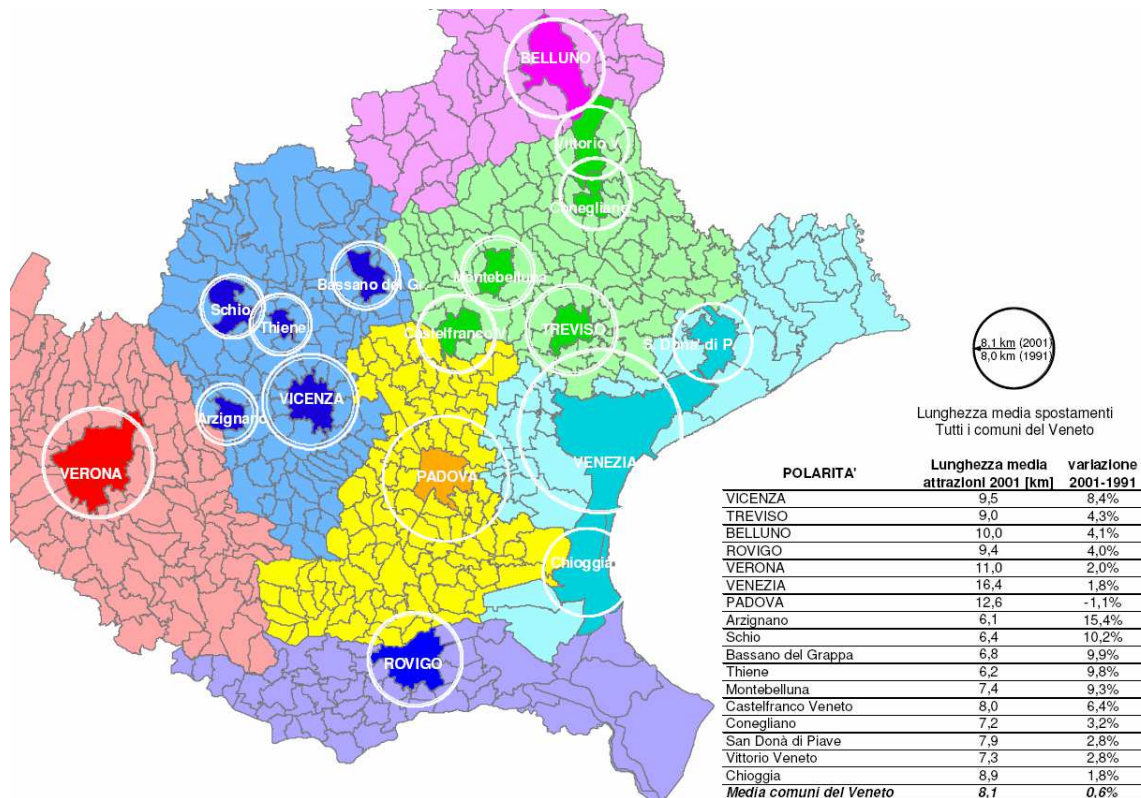 BELLUNO
Vittorio V.
Conegliano
Bassano del Gr.
Montebelluna
Schio
Thiene
Castelfranco V.
TREVISO
S. Dona' di P.
VICENZA
Arzignano
VERONA
PADOVA
VENEZIA
Chioggia
ROVIGO
8.1 km (2001)
8,0 km (1991)
Lunghezza media spostamenti
Tutti i comuni del Veneto
POLARITA' Lunghezza media attrazioni 2001 [km] variazione 2001-1991
VICENZA 9,5 8,4%
TREVISO 9,0 4,3%
BELLUNO 10,0 4,1%
ROVIGO 9,4 4,0%
VERONA 11,0 2,0%
VENEZIA 16,4 1,8%
PADOVA 12,6 -1,1%
Arzignano 6,1 15,4%
Schio 6,4 10,2%
Bassano del Grappa 6,8 9,9%
Thiene 6,2 9,8%
Montebelluna 7,4 9,3%
Castelfranco Veneto 8,0 6,4%
Conegliano 7,2 3,2%
San Donà di Piave 7,9 2,8%
Vittorio Veneto 7,3 2,8%
Chioggia 8,9 1,8%
Media comuni del Veneto 8,1 0,6%